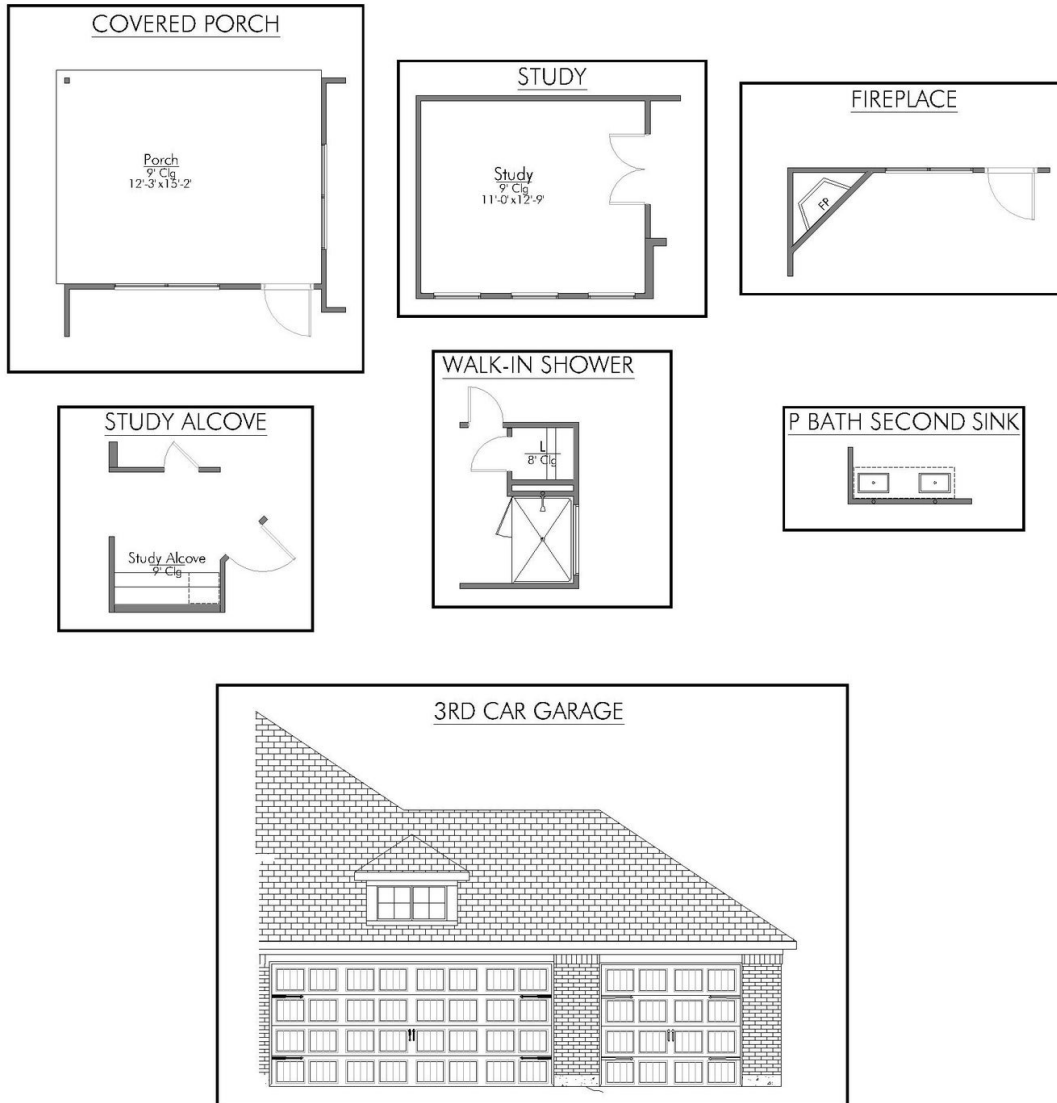 COVERED PORCH
Porch
9' Clg
12'-3'x15'-2'
STUDY
Study
9' Clg
11'-0'x12'-9'
FIREPLACE
FP
STUDY ALCOVE
Study Alcove
9' Clg
WALK-IN SHOWER
L
8' Clg
P BATH SECOND SINK
3RD CAR GARAGE